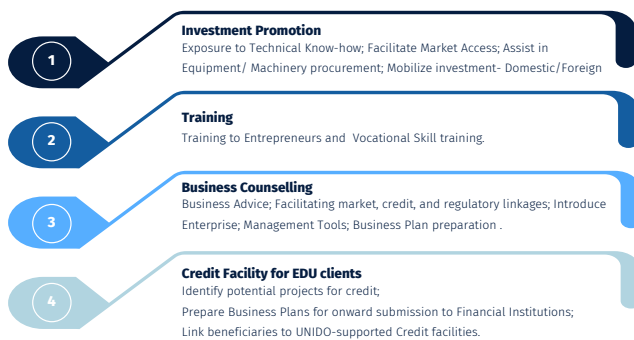 1
Investment Promotion
Exposure to Technical Know-how; Facilitate Market Access; Assist in
Equipment/ Machinery procurement; Mobilize investment- Domestic/Foreign
2
Training
Training to Entrepreneurs and  Vocational Skill training.
3
Business Counselling
Business Advice; Facilitating market, credit, and regulatory linkages; Introduce
Enterprise; Management Tools; Business Plan preparation .
4
Credit Facility for EDU clients
Identify potential projects for credit;
Prepare Business Plans for onward submission to Financial Institutions;
Link beneficiaries to UNIDO-supported Credit facilities.